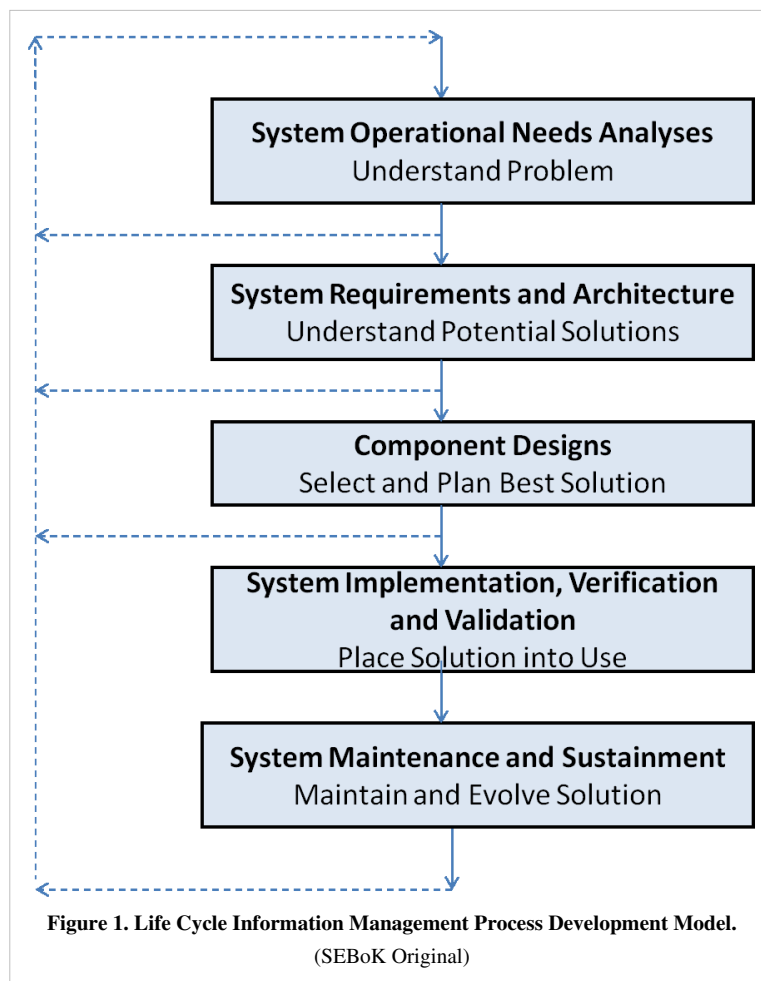 System Operational Needs Analyses
Understand Problem
System Requirements and Architecture
Understand Potential Solutions
Component Designs
Select and Plan Best Solution
System Implementation, Verification
and Validation
Place Solution into Use
System Maintenance and Sustainment
Maintain and Evolve Solution
Figure 1. Life Cycle Information Management Process Development Model.
(SEBoK Original)